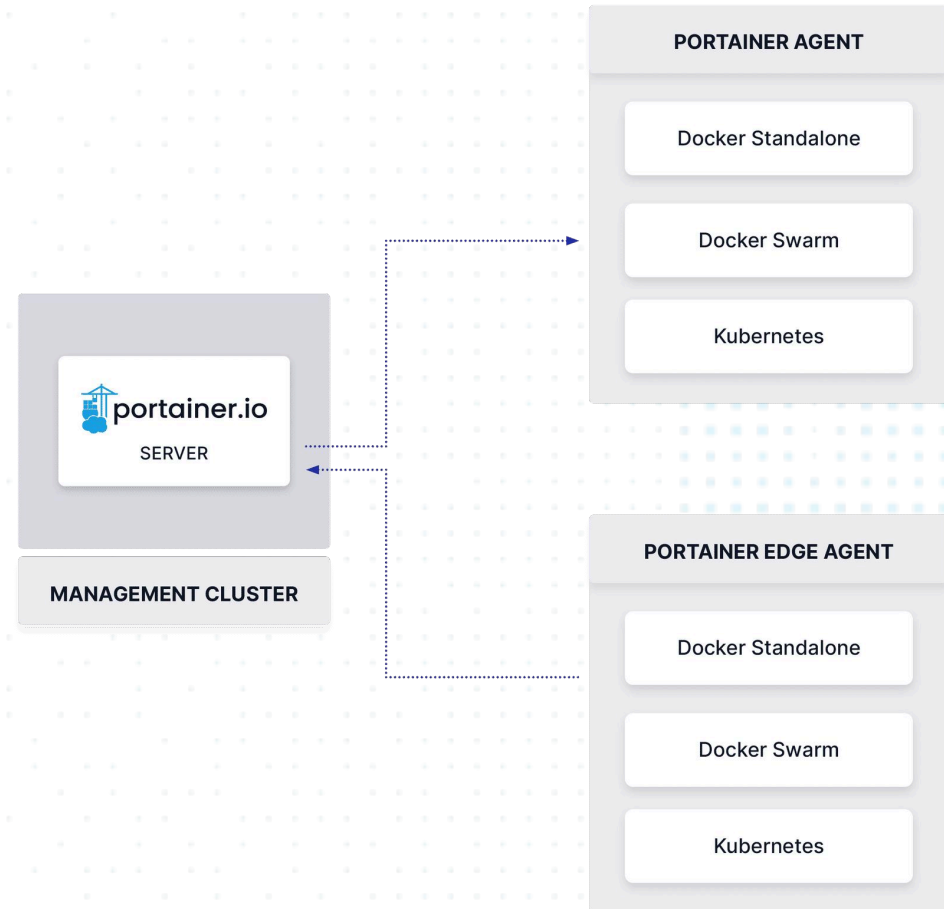 PORTAINER AGENT
Docker Standalone
Docker Swarm
Kubernetes
portainer.io
SERVER
MANAGEMENT CLUSTER
PORTAINER EDGE AGENT
Docker Standalone
Docker Swarm
Kubernetes